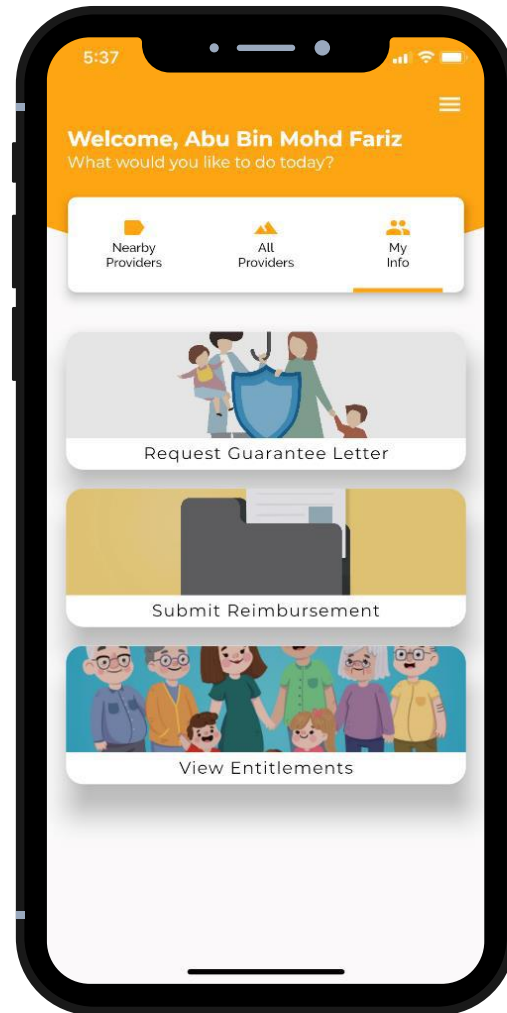 5:37
Welcome, Abu Bin Mohd Fariz
What would you like to do today?
Nearby
Providers
All
Providers
My
Info
Request Guarantee Letter
Submit Reimbursement
View Entitlements